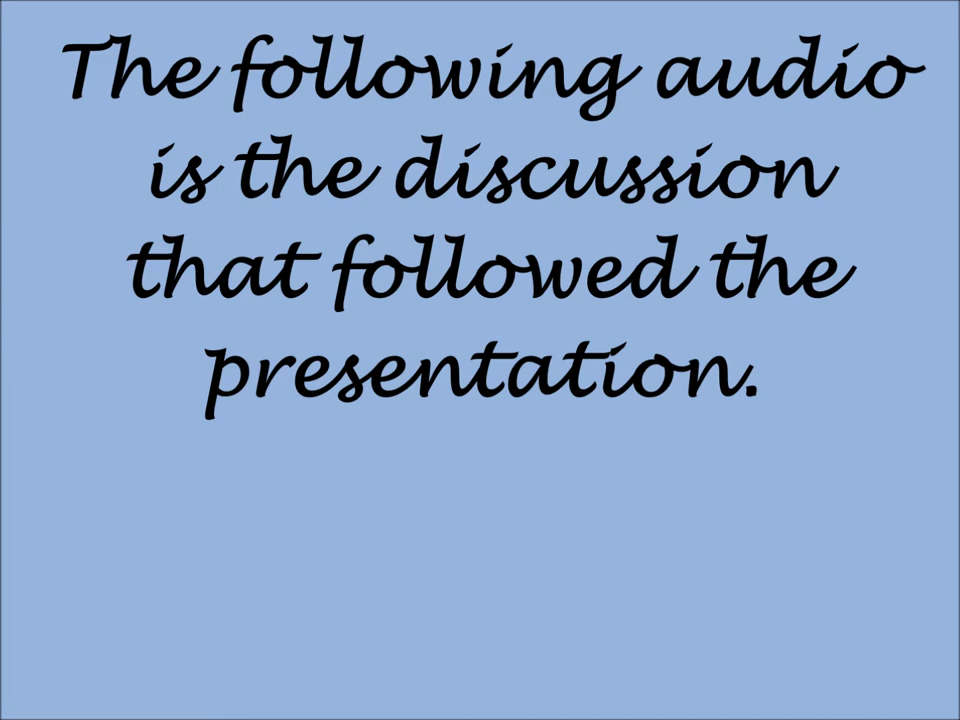 The following audio
is the discussion
that followed the
presentation.